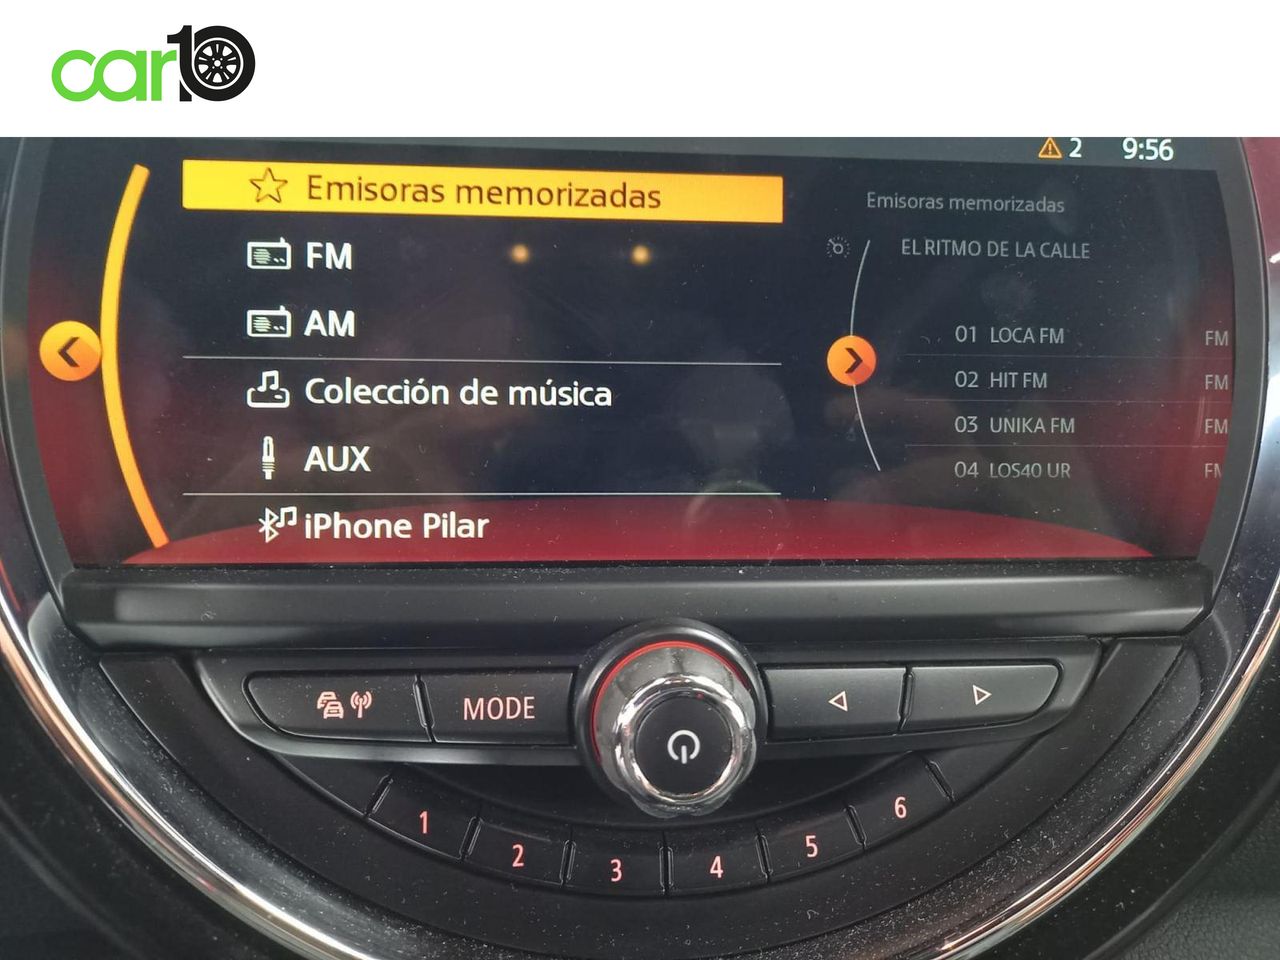 car10
2 9:56
Emisoras memorizadas
FM
AM
Colección de música
AUX
iPhone Pilar
Emisoras memorizadas
EL RITMO DE LA CALLE
01 LOCA FM FM
02 HIT FM FM
03 UNIKA FM FM
04 LOS40 UR FM
MODE
1 2 3 4 5 6